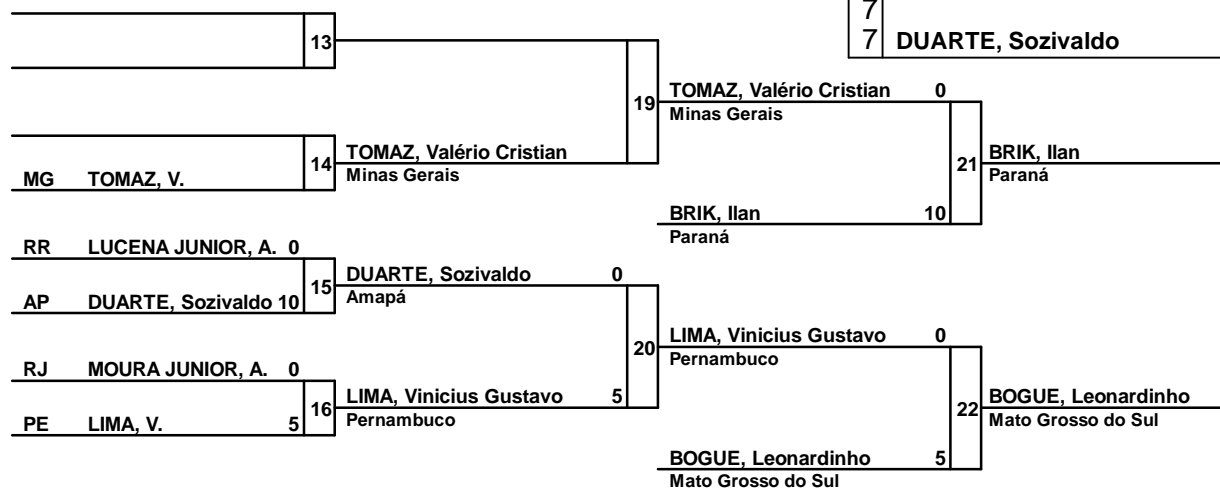 7
7 DUARTE, Sozivaldo
13
TOMAZ, Valério Cristian 0
19
Minas Gerais
TOMAZ, Valério Cristian
14
Minas Gerais
MG TOMAZ, V.
BRIK, Ilan
21
Paraná
BRIK, Ilan 10
Paraná
RR LUCENA JUNIOR, A. 0
DUARTE, Sozivaldo 0
15
Amapá
AP DUARTE, Sozivaldo 10
LIMA, Vinicius Gustavo 0
20
Pernambuco
RJ MOURA JUNIOR, A. 0
LIMA, Vinicius Gustavo 5
16
Pernambuco
PE LIMA, V. 5
BOGUE, Leonardinho
22
Mato Grosso do Sul
BOGUE, Leonardinho 5
Mato Grosso do Sul